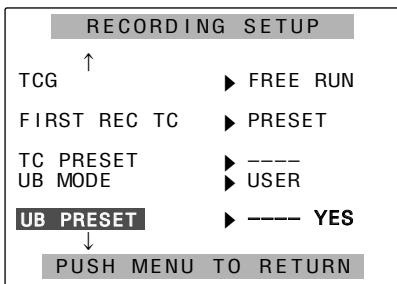 RECORDING SETUP
↑
TCG ▶ FREE RUN
FIRST REC TC ▶ PRESET
TC PRESET ▶ ----
UB MODE ▶ USER
UB PRESET ▶ ---- YES
↓
PUSH MENU TO RETURN